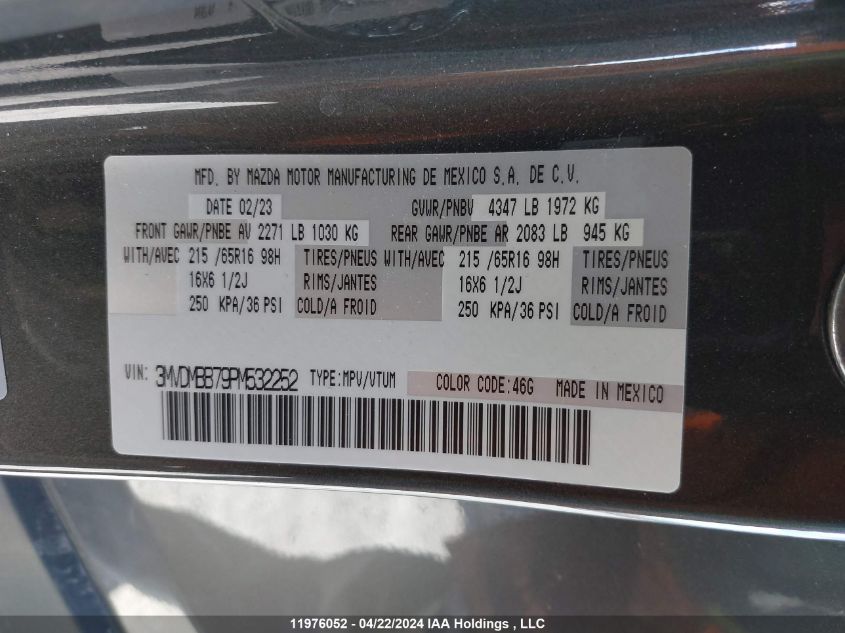 MFD. BY MAZDA MOTOR MANUFACTURING DE MEXICO S.A. DE C.V.
DATE 02/23 GVWR/PNBV 4347 LB 1972 KG
FRONT GAWR/PNBE AV 2271 LB 1030 KG REAR GAWR/PNBE AR 2083 LB 945 KG
WITH/AVEC 215 /65R16 98H TIRES/PNEUS WITH/AVEC 215 /65R16 98H TIRES/PNEUS
16X6 1/2J RIMS/JANTES 16X6 1/2J RIMS/JANTES
250 KPA/36 PSI COLD/A FROID 250 KPA/36 PSI COLD/A FROID
VIN: 3MVDMBB79PM532252 TYPE:MPV/VTUM COLOR CODE:46G MADE IN MEXICO
11976052 - 04/22/2024 IAA Holdings , LLC